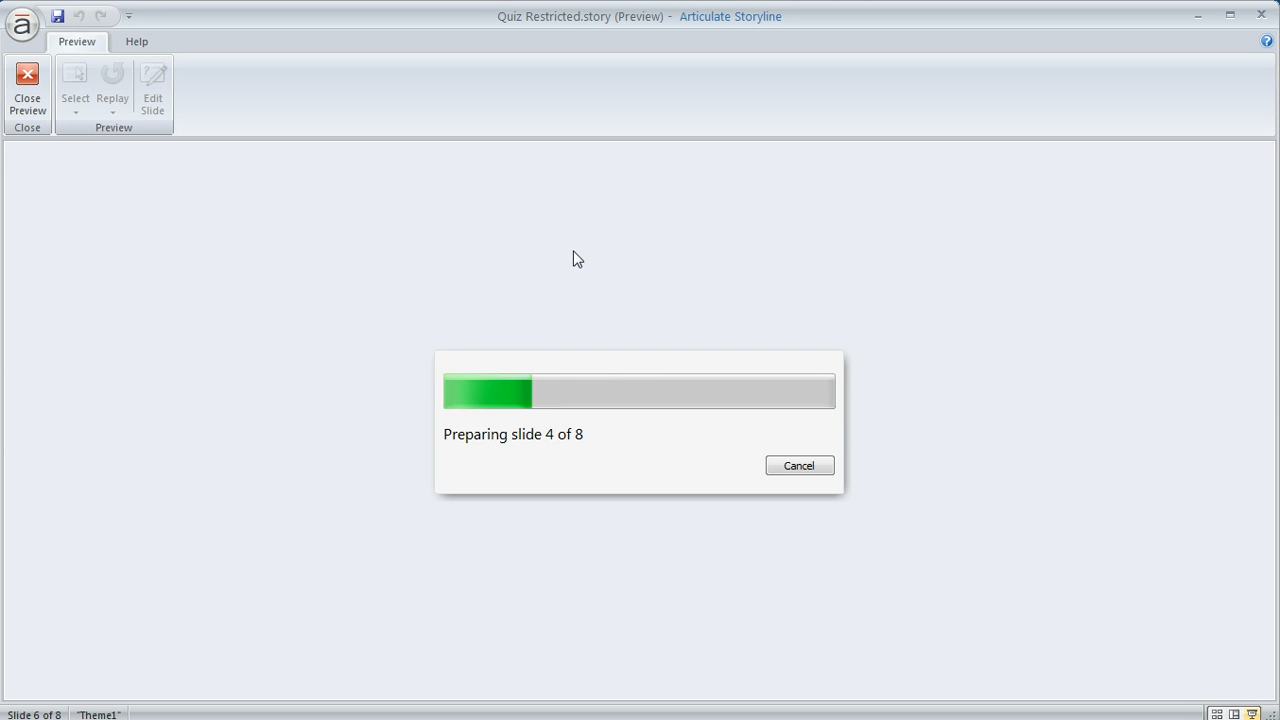 Quiz Restricted.story (Preview) - Articulate Storyline
Preview Help
Close Preview
Select
Replay
Edit Slide
Close
Preview
Preparing slide 4 of 8
Cancel
Slide 6 of 8 "Theme1"